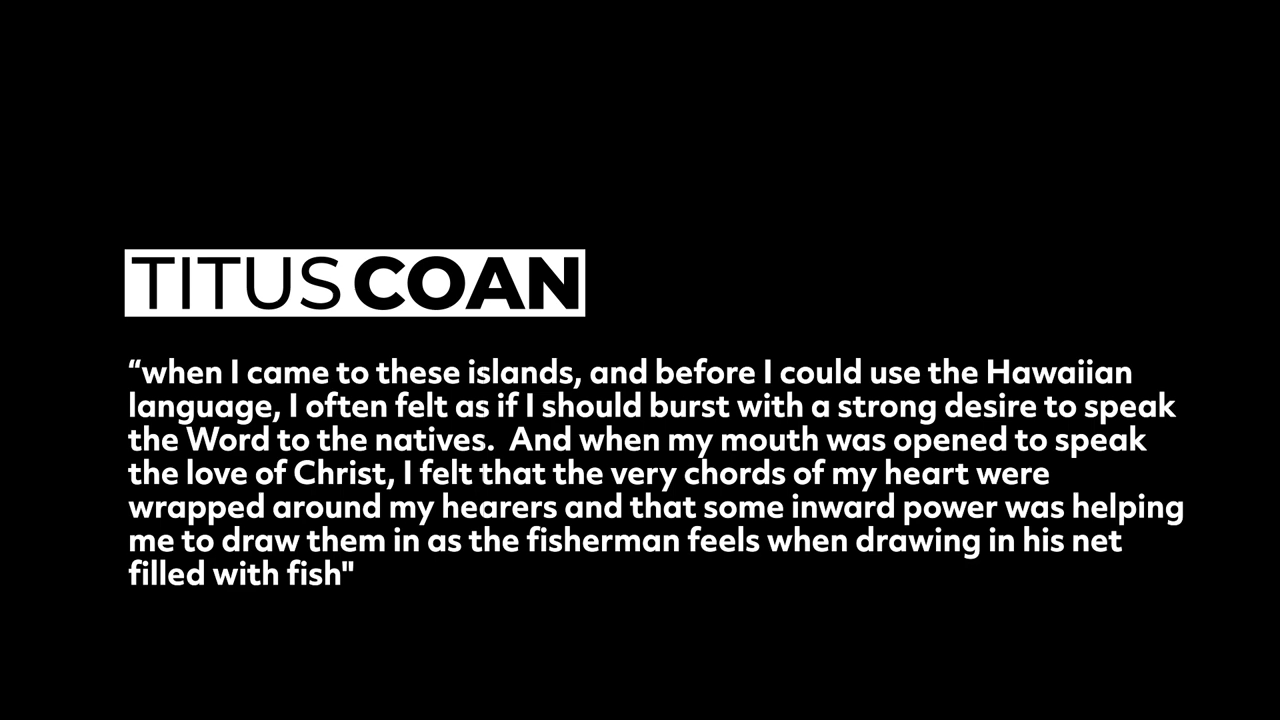 TITUS COAN
“when I came to these islands, and before I could use the Hawaiian
language, I often felt as if I should burst with a strong desire to speak
the Word to the natives.  And when my mouth was opened to speak
the love of Christ, I felt that the very chords of my heart were
wrapped around my hearers and that some inward power was helping
me to draw them in as the fisherman feels when drawing in his net
filled with fish"